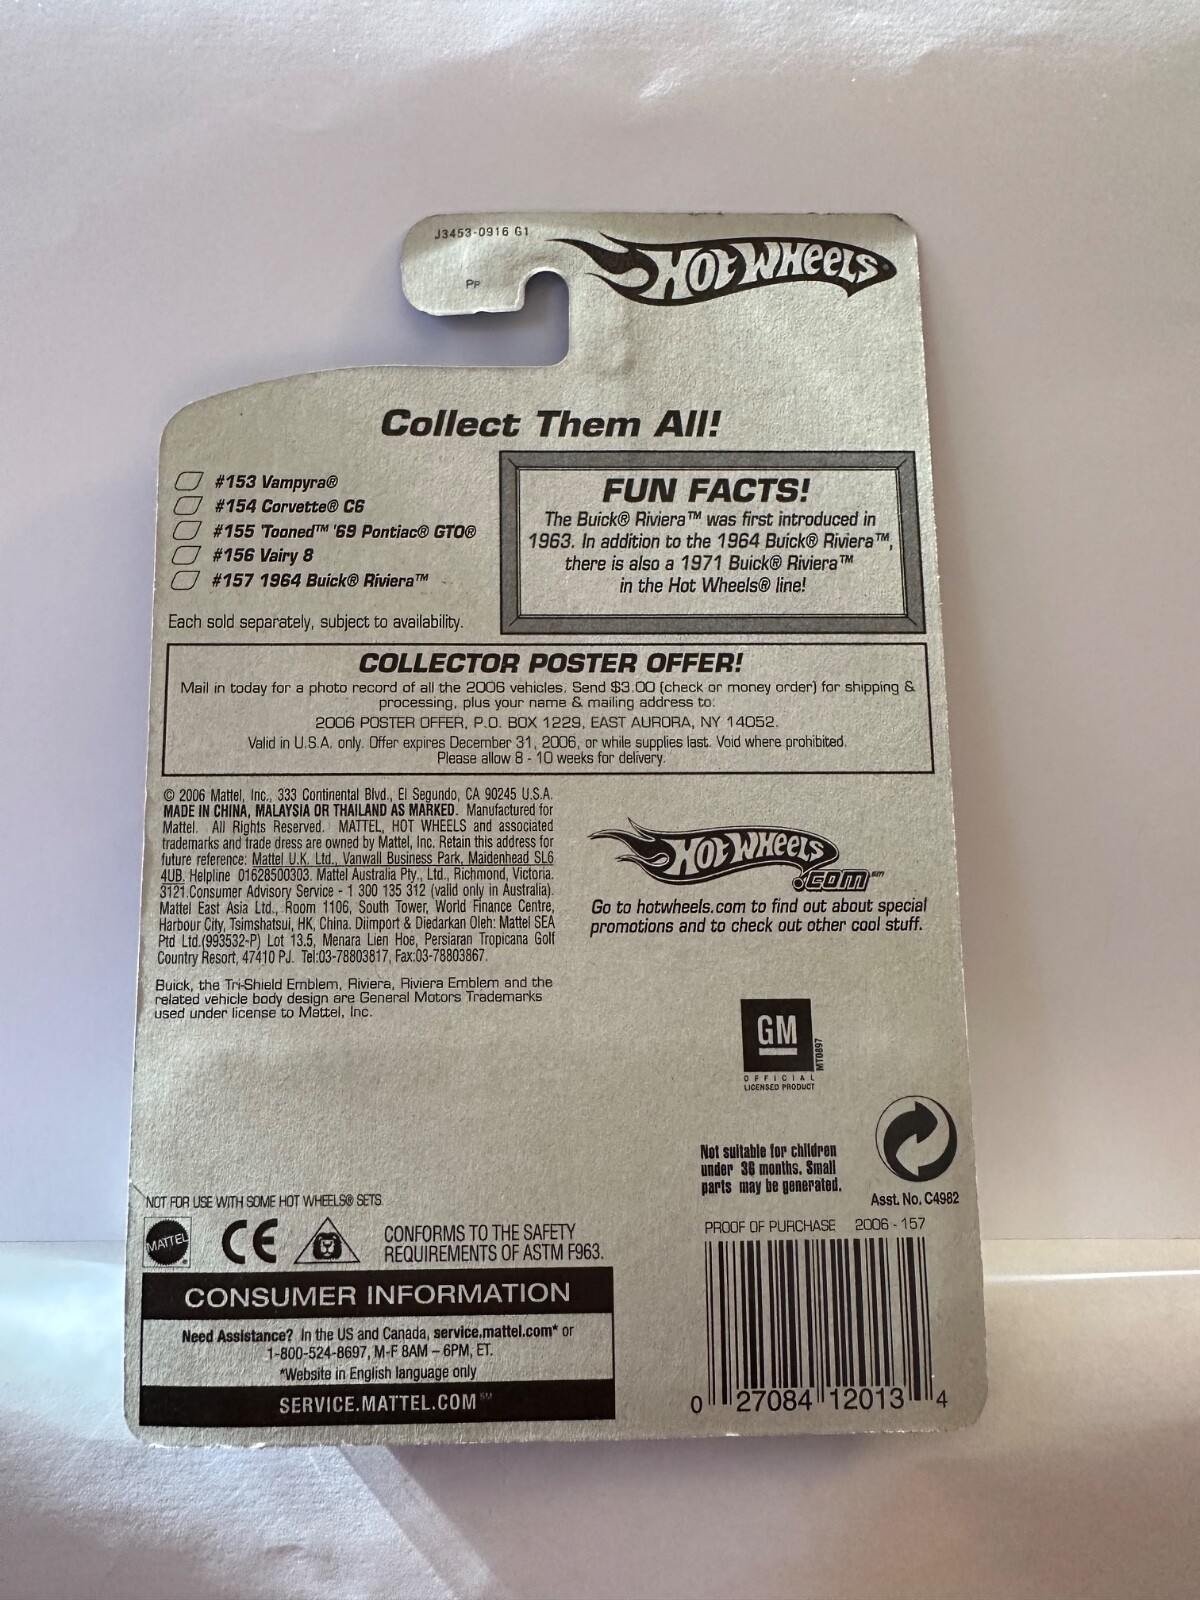 J3453-0916 G1
HOT WHEELS
PP
Collect Them All!
#153 Vampyra®
#154 Corvette® C6
#155 'Tooned™ '69 Pontiac® GTO®
#156 Vairy 8
#157 1964 Buick® Riviera™
Each sold separately, subject to availability.
FUN FACTS!
The Buick® Riviera™ was first introduced in
1963. In addition to the 1964 Buick® Riviera™,
there is also a 1971 Buick® Riviera™
in the Hot Wheels® line!
COLLECTOR POSTER OFFER!
Mail in today for a photo record of all the 2006 vehicles. Send $3.00 (check or money order) for shipping &
processing, plus your name & mailing address to:
2006 POSTER OFFER, P.O. BOX 1229, EAST AURORA, NY 14052.
Valid in U.S.A. only. Offer expires December 31, 2006, or while supplies last. Void where prohibited.
Please allow 8 - 10 weeks for delivery.
© 2006 Mattel, Inc., 333 Continental Blvd., El Segundo, CA 90245 U.S.A.
MADE IN CHINA, MALAYSIA OR THAILAND AS MARKED. Manufactured for
Mattel. All Rights Reserved. MATTEL, HOT WHEELS and associated
trademarks and trade dress are owned by Mattel, Inc. Retain this address for
future reference: Mattel U.K. Ltd., Vanwall Business Park, Maidenhead SL6
4UB. Helpline 01628500303. Mattel Australia Pty., Ltd., Richmond, Victoria.
3121.Consumer Advisory Service - 1 300 135 312 (valid only in Australia).
Mattel East Asia Ltd., Room 1106, South Tower, World Finance Centre,
Harbour City, Tsimshatsui, HK, China. Diimport & Diedarkan Oleh: Mattel SEA
Ptd Ltd.(993532-P) Lot 13.5, Menara Lien Hoe, Persiaran Tropicana Golf
Country Resort, 47410 PJ. Tel:03-78803817, Fax:03-78803867.
Buick, the Tri-Shield Emblem, Riviera, Riviera Emblem and the
related vehicle body design are General Motors Trademarks
used under license to Mattel, Inc.
HOT WHEELS
.com℠
Go to hotwheels.com to find out about special
promotions and to check out other cool stuff.
GM
MT0897
OFFICIAL
LICENSED PRODUCT
Not suitable for children
under 36 months. Small
parts may be generated.
Asst. No. C4982
NOT FOR USE WITH SOME HOT WHEELS® SETS.
MATTEL®
CE
CONFORMS TO THE SAFETY
REQUIREMENTS OF ASTM F963.
PROOF OF PURCHASE 2006 - 157
CONSUMER INFORMATION
Need Assistance? In the US and Canada, service.mattel.com* or
1-800-524-8697, M-F 8AM – 6PM, ET.
*Website in English language only
SERVICE.MATTEL.COM℠
0 27084 12013 4